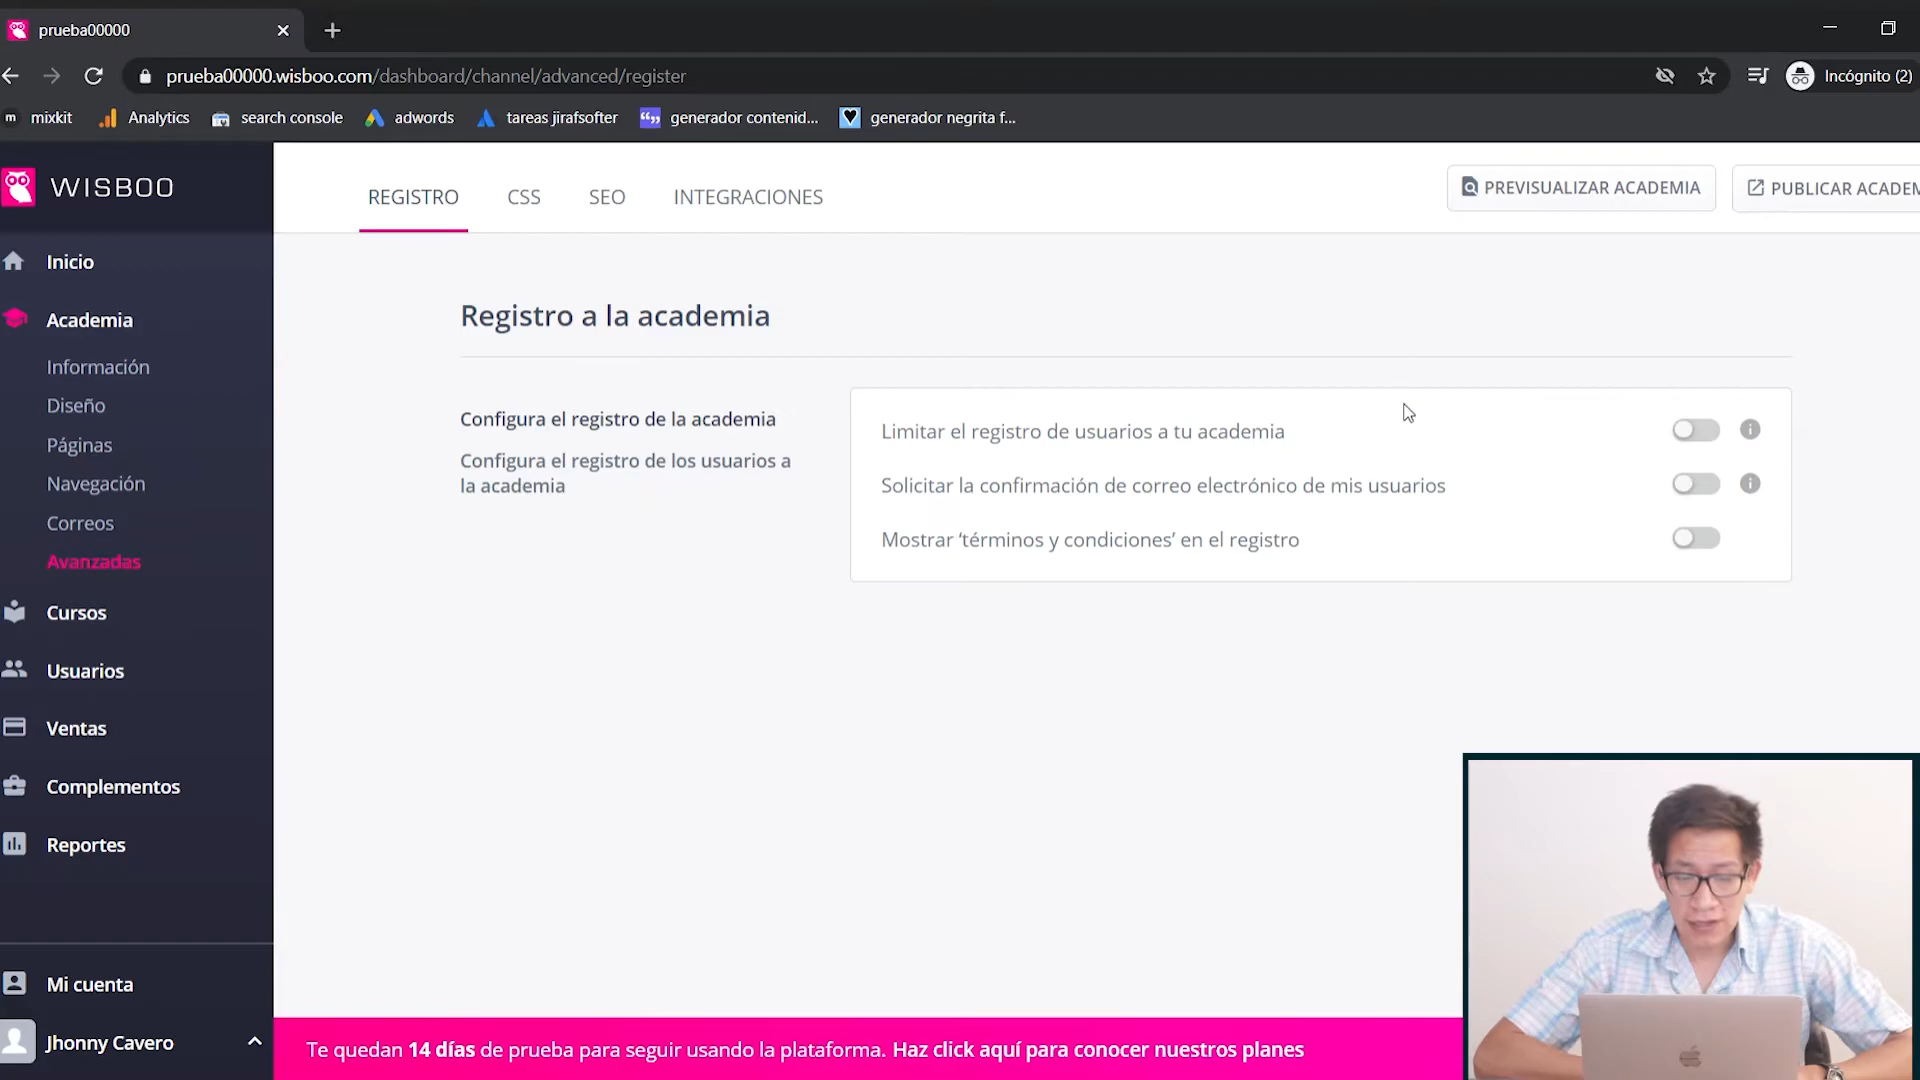 prueba00000
prueba00000.wisboo.com/dashboard/channel/advanced/register
Incógnito (2)
m mixkit
Analytics
search console
adwords
tareas jirafsofter
generador contenid...
generador negrita f...
WISBOO
REGISTRO
CSS
SEO
INTEGRACIONES
PREVISUALIZAR ACADEMIA
PUBLICAR ACADEM
Inicio
Academia
Información
Diseño
Páginas
Navegación
Correos
Avanzadas
Cursos
Usuarios
Ventas
Complementos
Reportes
Mi cuenta
Jhonny Cavero
Registro a la academia
Configura el registro de la academia
Configura el registro de los usuarios a
la academia
Limitar el registro de usuarios a tu academia
Solicitar la confirmación de correo electrónico de mis usuarios
Mostrar ‘términos y condiciones’ en el registro
Te quedan 14 días de prueba para seguir usando la plataforma. Haz click aquí para conocer nuestros planes